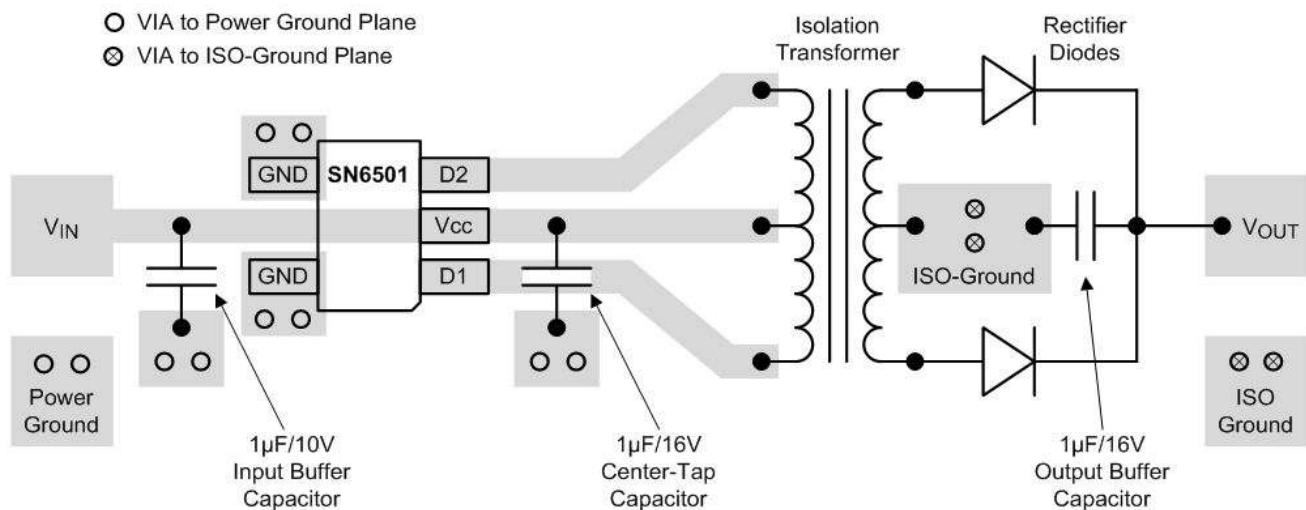 VIA to Power Ground Plane
VIA to ISO-Ground Plane
Isolation
Transformer
Rectifier
Diodes
GND
SN6501
D2
VIN
Vcc
VOUT
GND
D1
ISO-Ground
Power
Ground
ISO
Ground
1µF/10V
Input Buffer
Capacitor
1µF/16V
Center-Tap
Capacitor
1µF/16V
Output Buffer
Capacitor